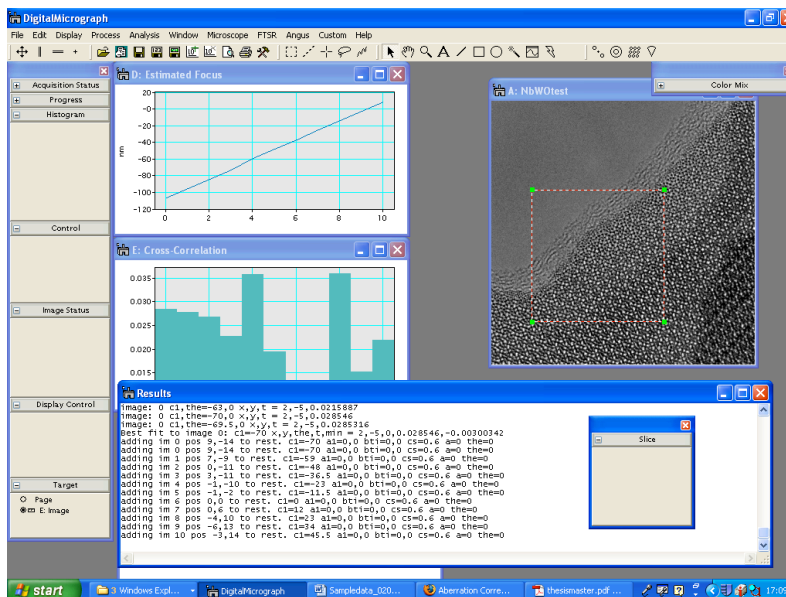 DigitalMicrograph
File Edit Display Process Analysis Window Microscope FTSR Angus Custom Help
Acquisition Status
Progress
Histogram
Control
Image Status
Display Control
Target
Page
E: Image
D: Estimated Focus
20
-0
-20
-40
-60
-80
-100
-120
nm
0 2 4 6 8 10
E: Cross-Correlation
0.035
0.030
0.025
0.020
0.015
A: NbWOtest
Color Mix
Results
image: 0 c1,the=-63,0 x,y,t = 2,-5,0.0215887
image: 0 c1,the=-70,0 x,y,t = 2,-5,0.028546
image: 0 c1,the=-69.5,0 x,y,t = 2,-5,0.0285316
Best fit to image 0: c1=-70 x,y,the,t,min = 2,-5,0,0.028546,-0.00300342
adding im 0 pos 9,-14 to rest. c1=-70 a1=0,0 bti=0,0 cs=0.6 a=0 the=0
adding im 0 pos 9,-14 to rest. c1=-70 a1=0,0 bti=0,0 cs=0.6 a=0 the=0
adding im 1 pos 7,-9 to rest. c1=-59 a1=0,0 bti=0,0 cs=0.6 a=0 the=0
adding im 2 pos 0,-11 to rest. c1=-48 a1=0,0 bti=0,0 cs=0.6 a=0 the=0
adding im 3 pos 3,-11 to rest. c1=-36.5 a1=0,0 bti=0,0 cs=0.6 a=0 the=0
adding im 4 pos -1,-10 to rest. c1=-23 a1=0,0 bti=0,0 cs=0.6 a=0 the=0
adding im 5 pos -1,-2 to rest. c1=-11.5 a1=0,0 bti=0,0 cs=0.6 a=0 the=0
adding im 6 pos 0,0 to rest. c1=0 a1=0,0 bti=0,0 cs=0.6 a=0 the=0
adding im 7 pos 0,6 to rest. c1=12 a1=0,0 bti=0,0 cs=0.6 a=0 the=0
adding im 8 pos -4,10 to rest. c1=23 a1=0,0 bti=0,0 cs=0.6 a=0 the=0
adding im 9 pos -6,13 to rest. c1=34 a1=0,0 bti=0,0 cs=0.6 a=0 the=0
adding im 10 pos -3,14 to rest. c1=45.5 a1=0,0 bti=0,0 cs=0.6 a=0 the=0
Slice
start
3 Windows Expl...
DigitalMicrograph
Sampledata_020...
Aberration Corre...
thesismaster.pdf ...
17:09